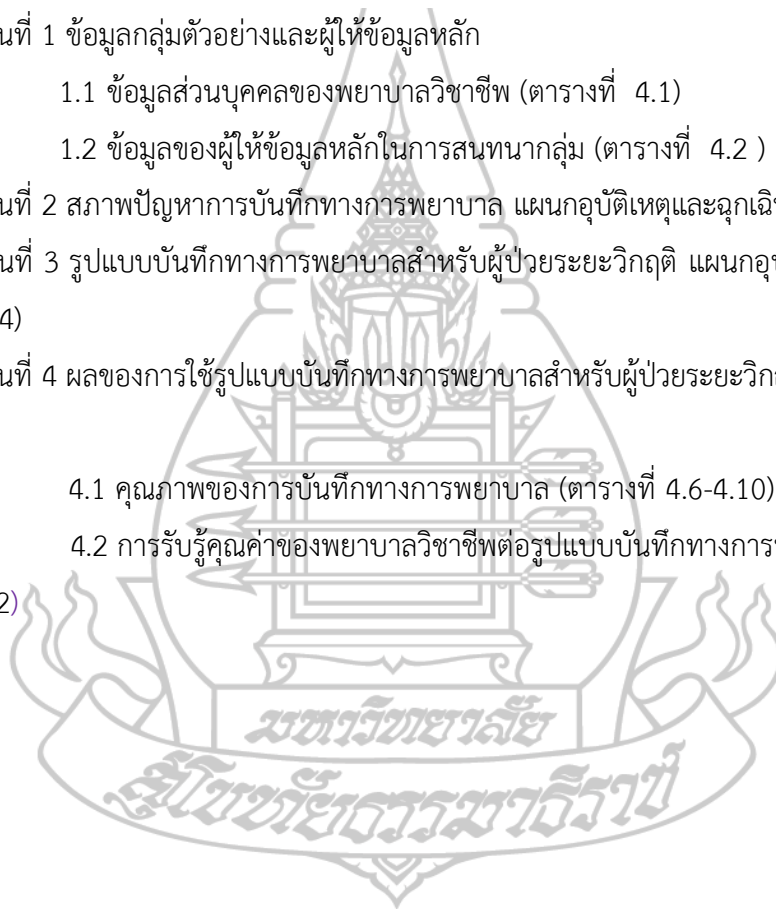 นที่ 1 ข้อมูลกลุ่มตัวอย่างและผู้ให้ข้อมูลหลัก
1.1 ข้อมูลส่วนบุคคลของพยาบาลวิชาชีพ (ตารางที่ 4.1)
1.2 ข้อมูลของผู้ให้ข้อมูลหลักในการสนทนากลุ่ม (ตารางที่ 4.2 )
นที่ 2 สภาพปัญหาการบันทึกทางการพยาบาล แผนกอุบัติเหตุและฉุกเฉิน
นที่ 3 รูปแบบบันทึกทางการพยาบาลสำหรับผู้ป่วยระยะวิกฤติ แผนกอุบ
4)
นที่ 4 ผลของการใช้รูปแบบบันทึกทางการพยาบาลสำหรับผู้ป่วยระยะวิก
4.1 คุณภาพของการบันทึกทางการพยาบาล (ตารางที่ 4.6-4.10)
4.2 การรับรู้คุณค่าของพยาบาลวิชาชีพต่อรูปแบบบันทึกทางการ
2)
มหาวิทยาลัย
สุโขทัยธรรมาธิราช